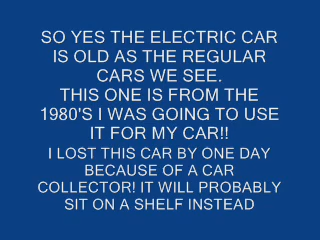 SO YES THE ELECTRIC CAR
IS OLD AS THE REGULAR
CARS WE SEE.
THIS ONE IS FROM THE
1980'S I WAS GOING TO USE
IT FOR MY CAR!!
I LOST THIS CAR BY ONE DAY
BECAUSE OF A CAR
COLLECTOR! IT WILL PROBABLY
SIT ON A SHELF INSTEAD